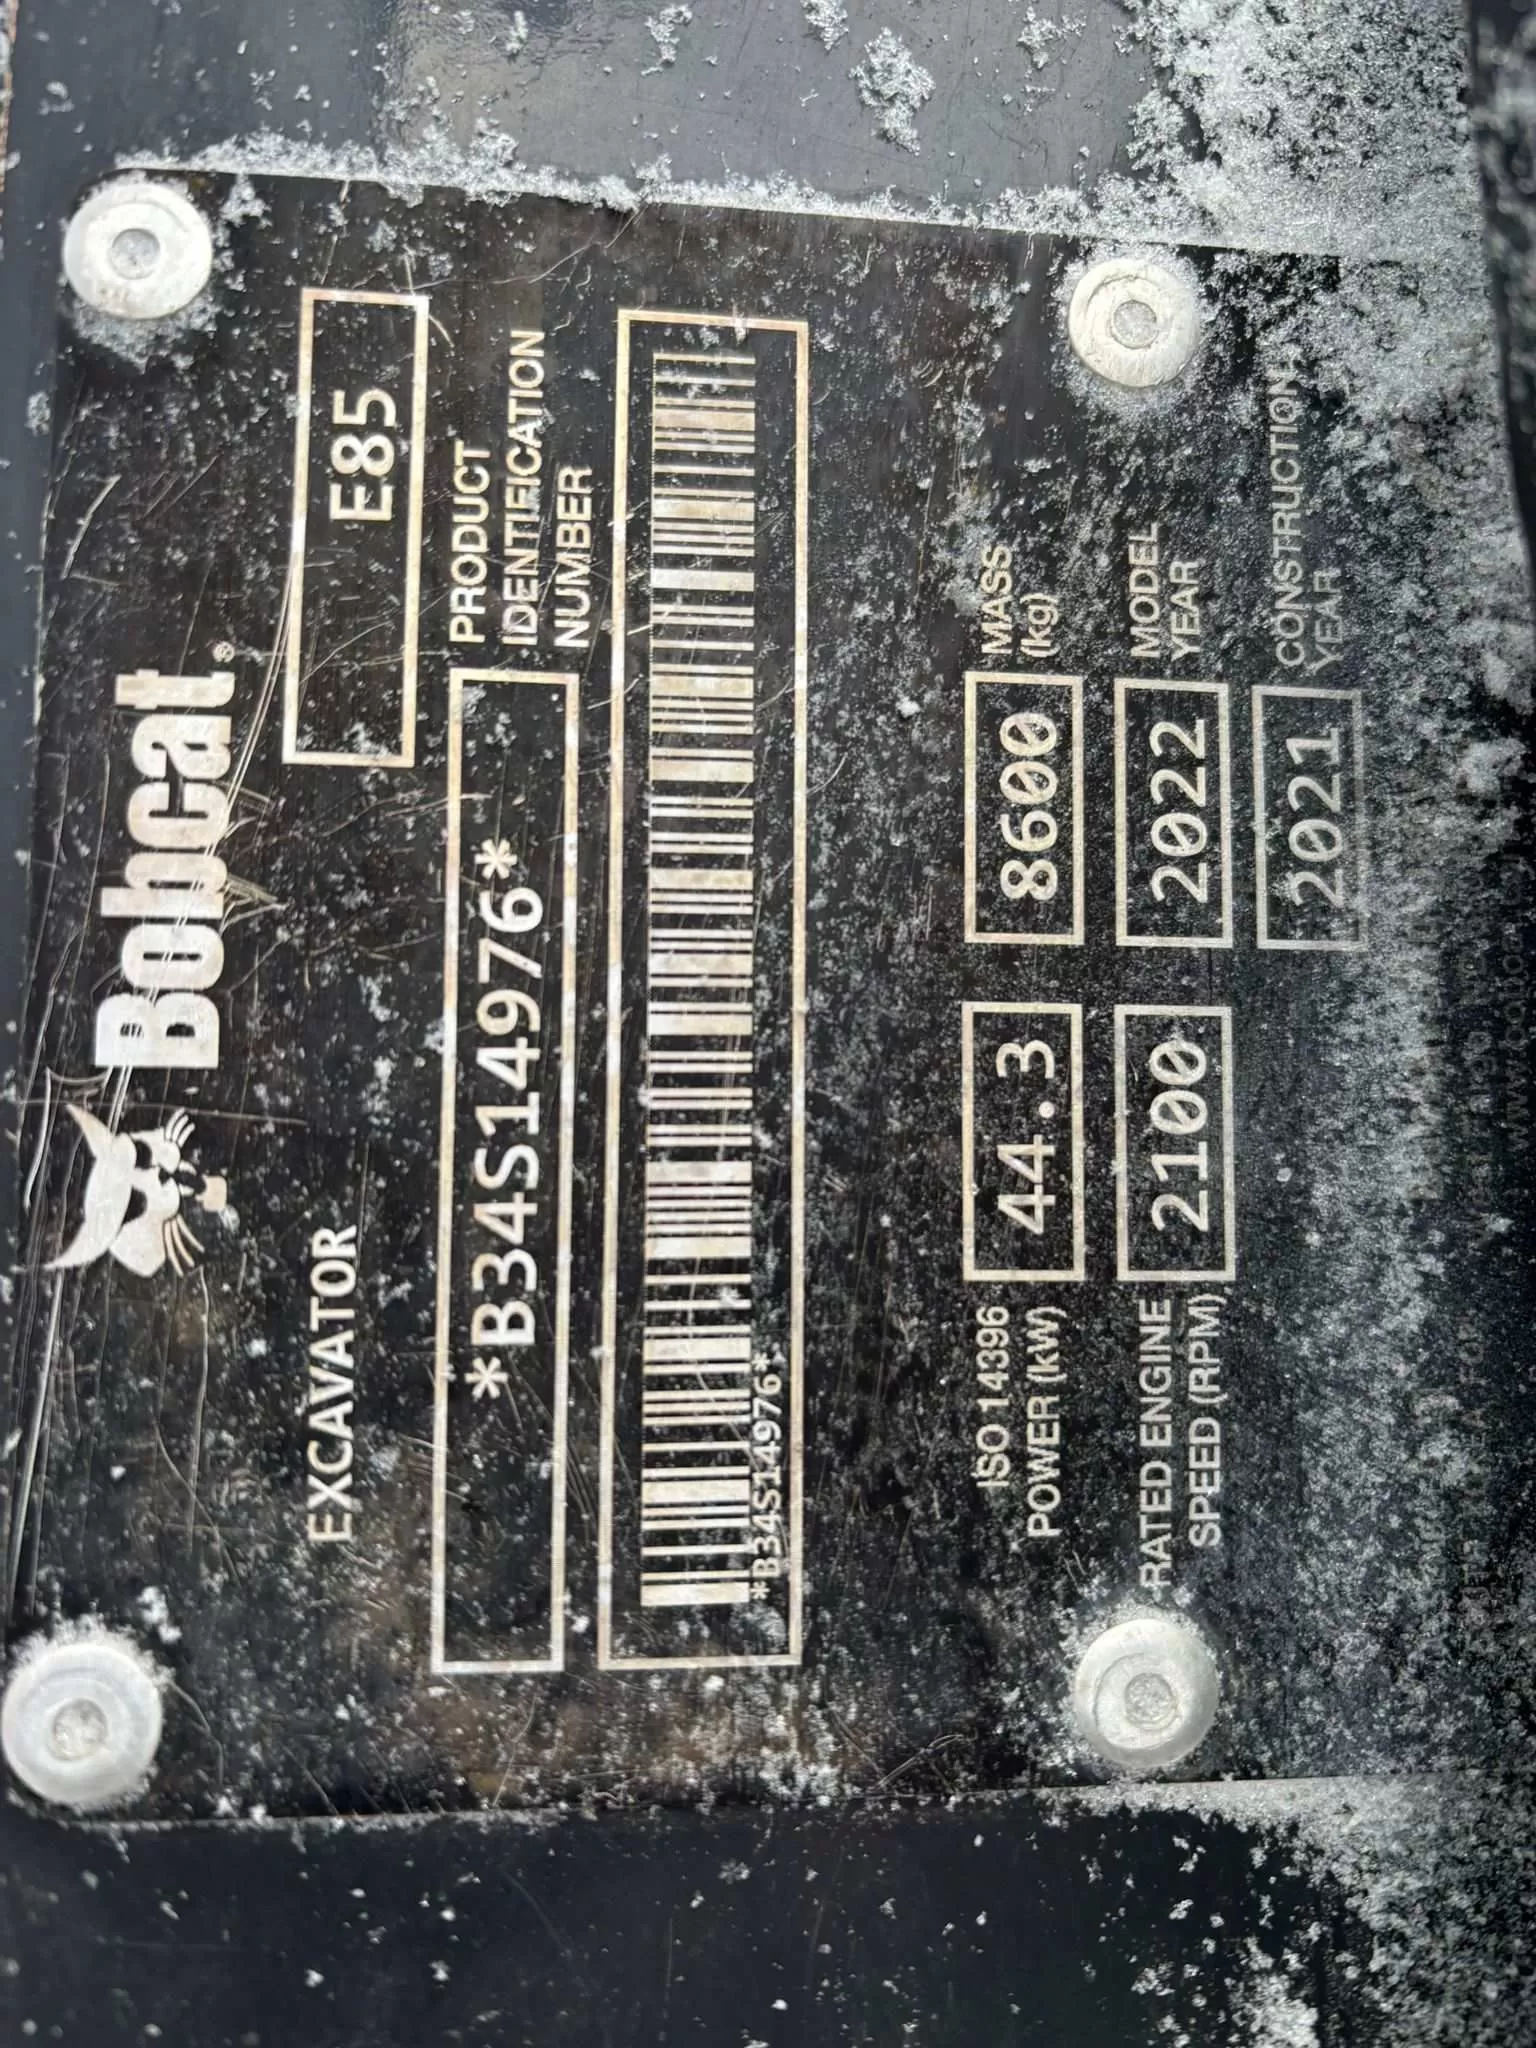 Bobcat®
EXCAVATOR
E85
*B34S14976*
PRODUCT
IDENTIFICATION
NUMBER
*B34S14976*
ISO 14396
POWER (kW)
44.3
8600
MASS
(kg)
RATED ENGINE
SPEED (RPM)
2100
2022
MODEL
YEAR
2021
CONSTRUCTION
YEAR